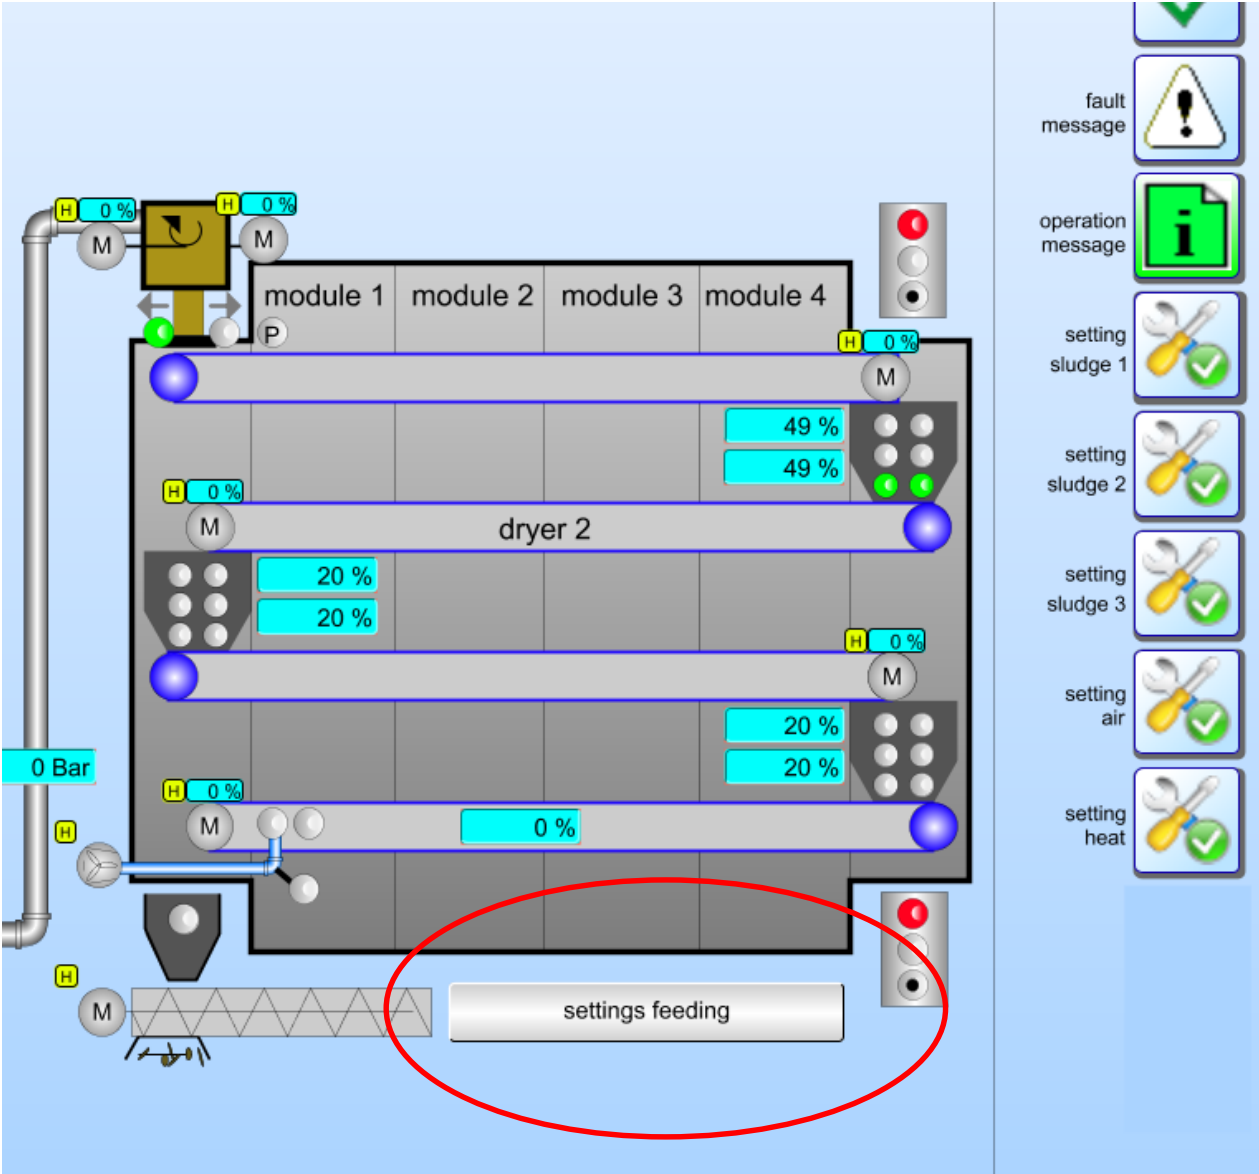 fault
message
operation
message
H 0 % H 0 %
M M
module 1 module 2 module 3 module 4
P
setting
sludge 1
H 0 %
M
49 %
49 %
setting
sludge 2
H 0 %
M
dryer 2
20 %
20 %
setting
sludge 3
H 0 %
M
setting
air
20 %
20 %
0 Bar
H 0 %
M
0 %
H
setting
heat
H
M
settings feeding